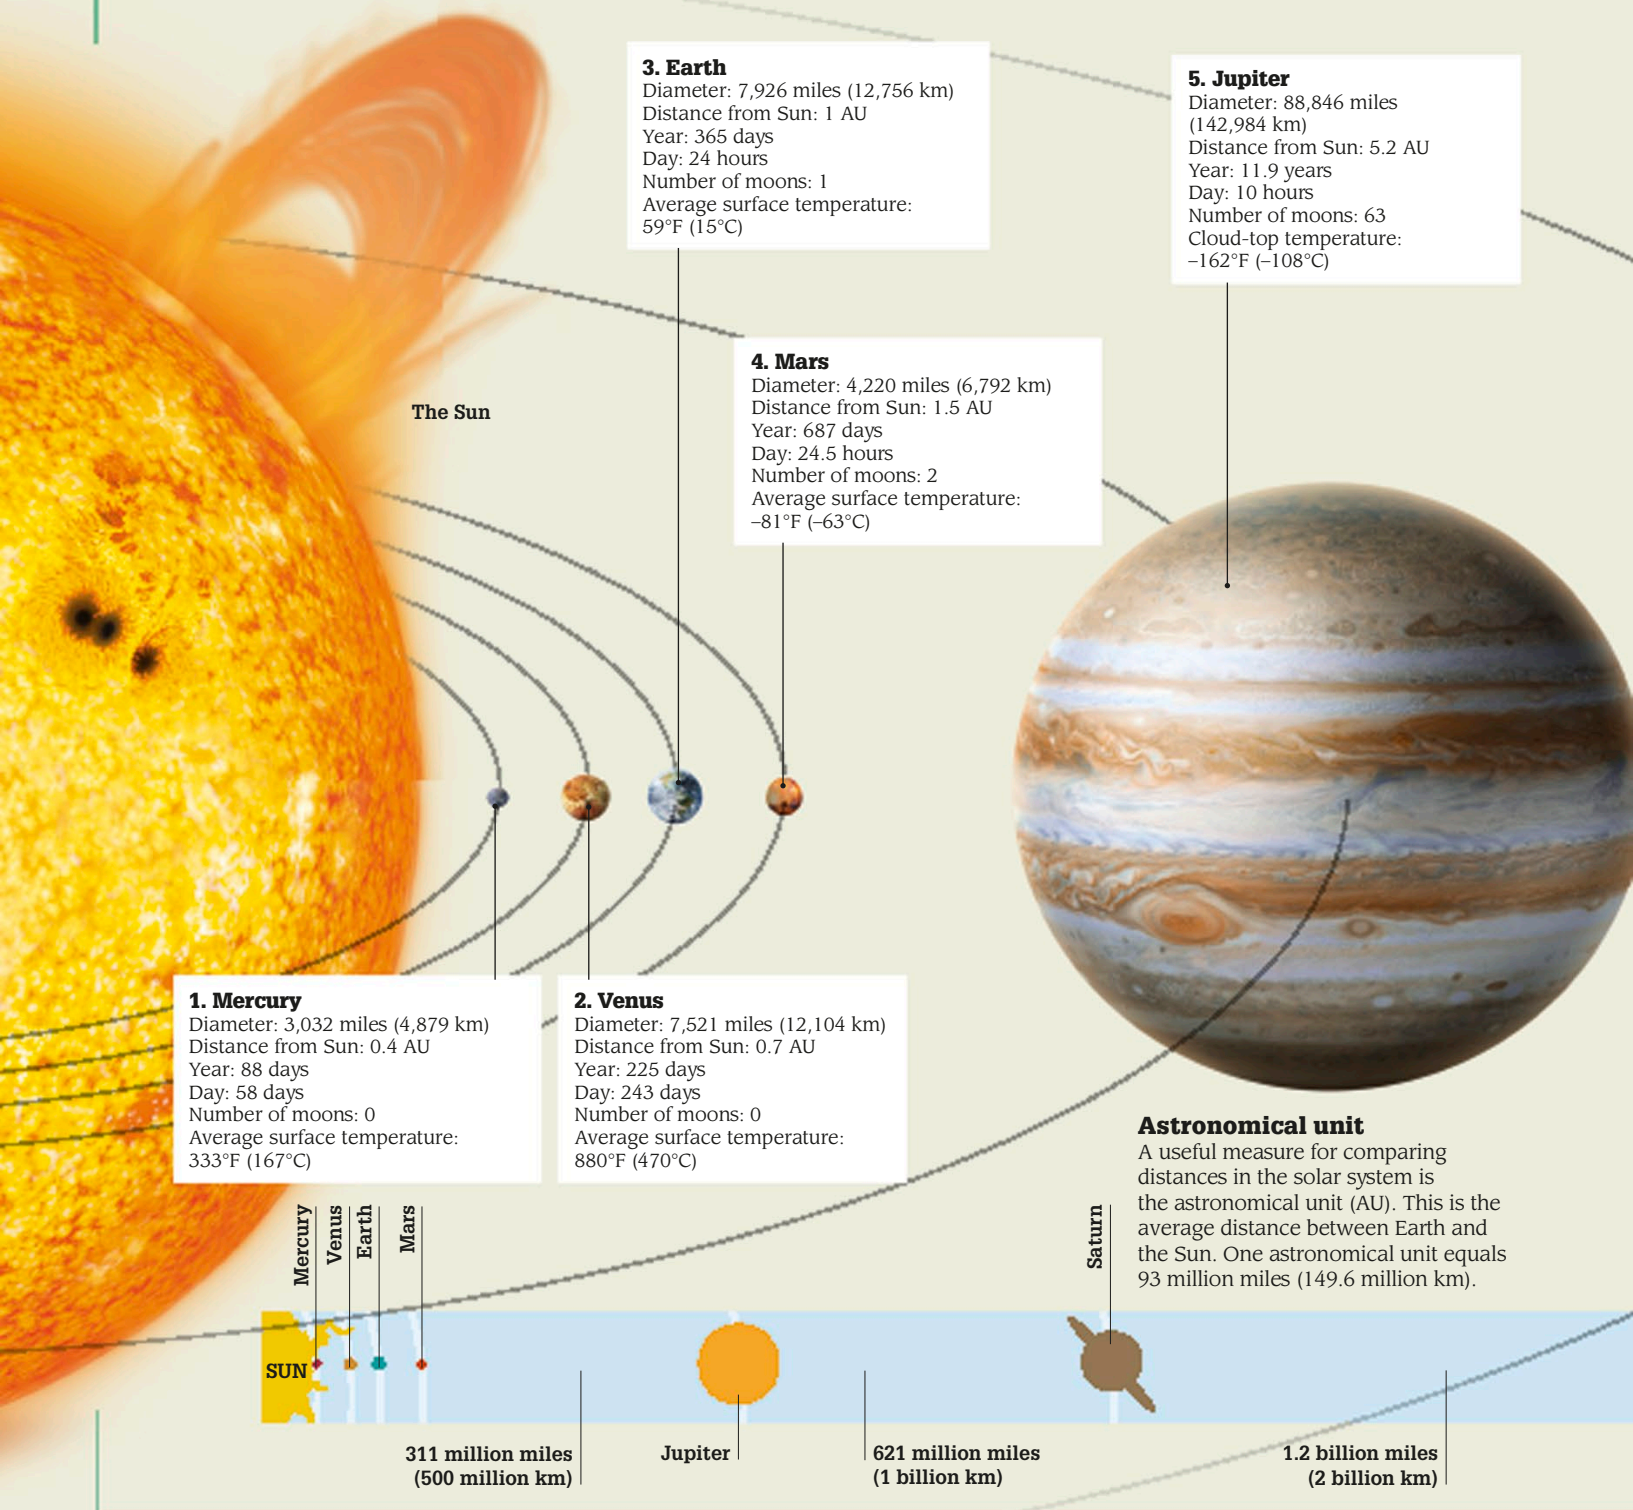 3. Earth
Diameter: 7,926 miles (12,756 km)
Distance from Sun: 1 AU
Year: 365 days
Day: 24 hours
Number of moons: 1
Average surface temperature:
59°F (15°C)
5. Jupiter
Diameter: 88,846 miles
(142,984 km)
Distance from Sun: 5.2 AU
Year: 11.9 years
Day: 10 hours
Number of moons: 63
Cloud-top temperature:
–162°F (–108°C)
4. Mars
Diameter: 4,220 miles (6,792 km)
Distance from Sun: 1.5 AU
Year: 687 days
Day: 24.5 hours
Number of moons: 2
Average surface temperature:
–81°F (–63°C)
The Sun
1. Mercury
Diameter: 3,032 miles (4,879 km)
Distance from Sun: 0.4 AU
Year: 88 days
Day: 58 days
Number of moons: 0
Average surface temperature:
333°F (167°C)
2. Venus
Diameter: 7,521 miles (12,104 km)
Distance from Sun: 0.7 AU
Year: 225 days
Day: 243 days
Number of moons: 0
Average surface temperature:
880°F (470°C)
Astronomical unit
A useful measure for comparing
distances in the solar system is
the astronomical unit (AU). This is the
average distance between Earth and
the Sun. One astronomical unit equals
93 million miles (149.6 million km).
Mercury
Venus
Earth
Mars
Saturn
SUN
311 million miles
(500 million km)
Jupiter
621 million miles
(1 billion km)
1.2 billion miles
(2 billion km)